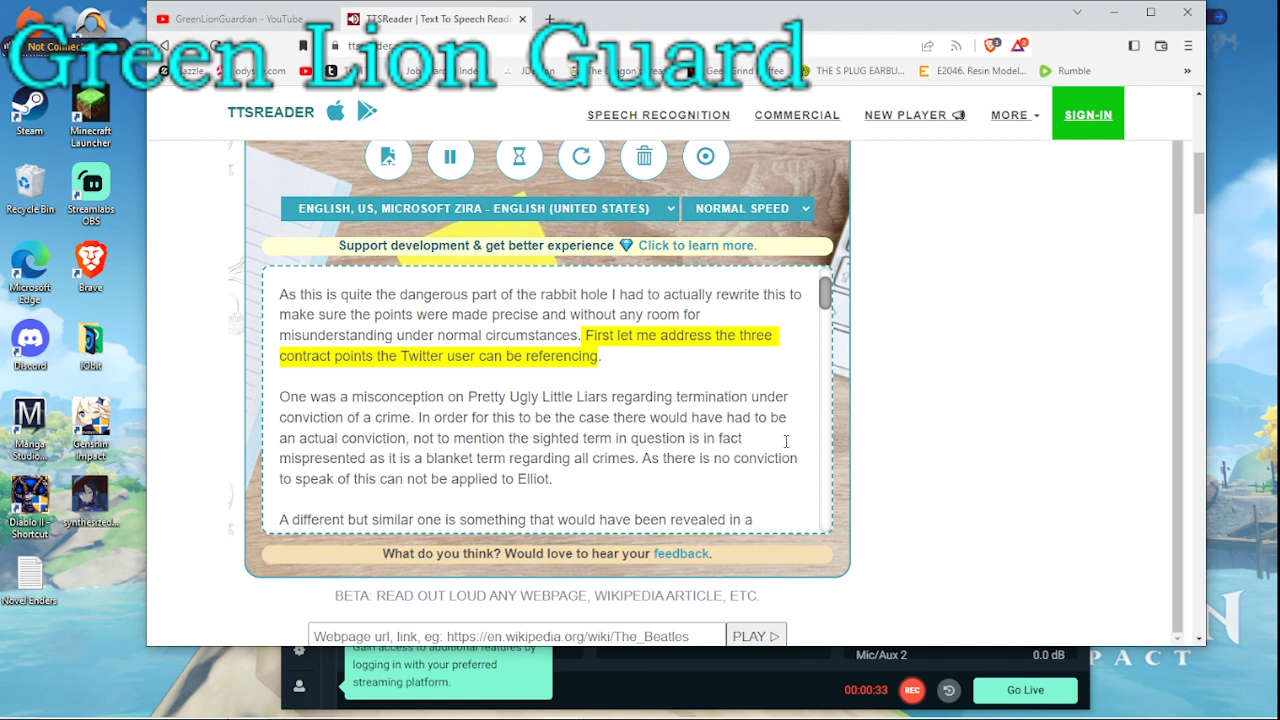 GreenLionGuardian - YouTube
TTSReader | Text To Speech Read
Green Lion Guard
Not Connec
Odysee.com
THE S PLUG EARBU...
E2046. Resin Model...
Rumble
»
Steam
Minecraft
Launcher
Recycle Bin
Streamlabs
OBS
Microsoft
Edge
Brave
Discord
IObit
Manga
Studio...
Genshin
Impact
Diablo II -
Shortcut
synthesized...
Novel Enders
TTSREADER
SPEECH RECOGNITION
COMMERCIAL
NEW PLAYER
MORE
SIGN-IN
ENGLISH, US, MICROSOFT ZIRA - ENGLISH (UNITED STATES)
NORMAL SPEED
Support development & get better experience Click to learn more.
As this is quite the dangerous part of the rabbit hole I had to actually rewrite this to
make sure the points were made precise and without any room for
misunderstanding under normal circumstances. First let me address the three
contract points the Twitter user can be referencing.
One was a misconception on Pretty Ugly Little Liars regarding termination under
conviction of a crime. In order for this to be the case there would have had to be
an actual conviction, not to mention the sighted term in question is in fact
mispresented as it is a blanket term regarding all crimes. As there is no conviction
to speak of this can not be applied to Elliot.
A different but similar one is something that would have been revealed in a
What do you think? Would love to hear your feedback.
BETA: READ OUT LOUD ANY WEBPAGE, WIKIPEDIA ARTICLE, ETC.
Webpage url, link, eg: https://en.wikipedia.org/wiki/The_Beatles
PLAY ▷
Gain access to additional features by
logging in with your preferred
streaming platform.
Mic/Aux 2
0.0 dB
PACT
00:00:33
REC
Go Live